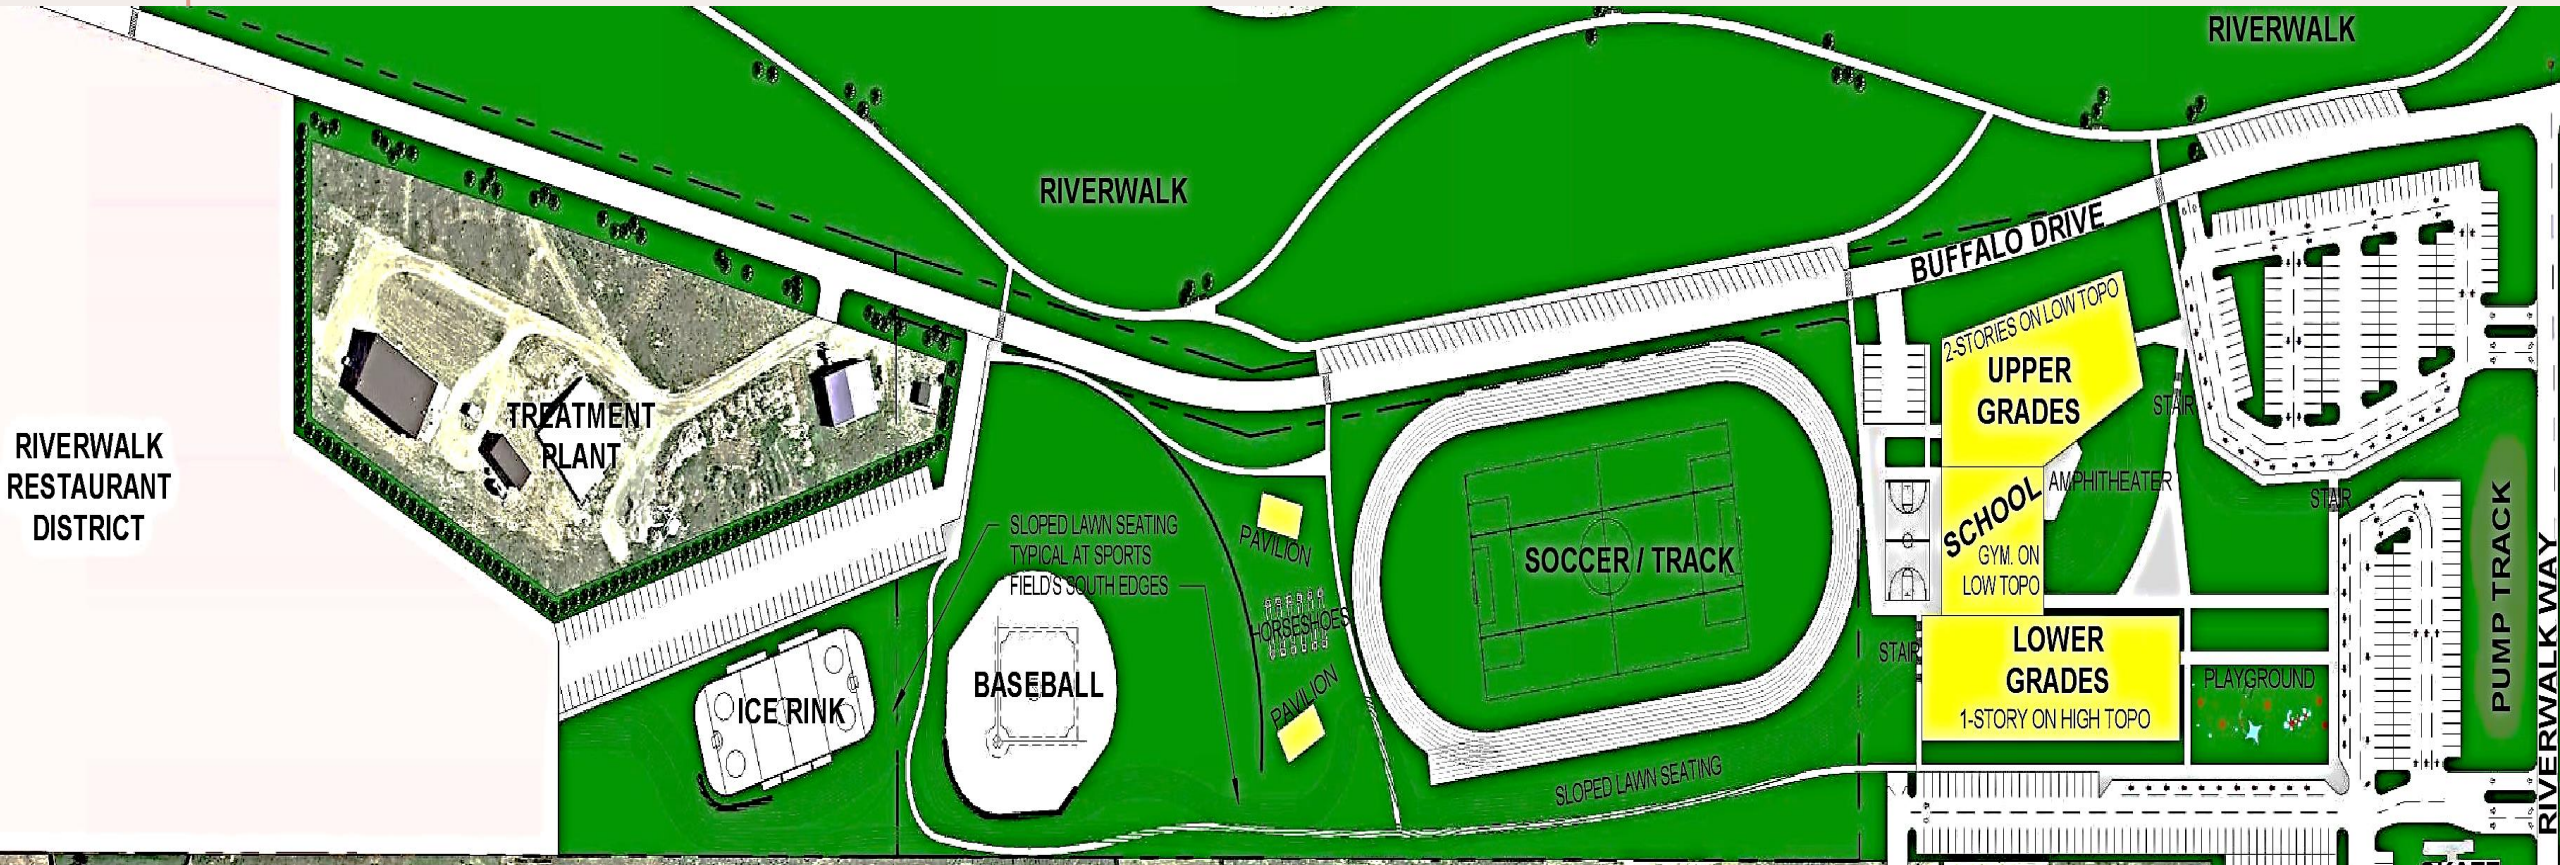 RIVERWALK
RIVERWALK
BUFFALO DRIVE
2-STORIES ON LOW TOPO
UPPER
GRADES
STAIR
TREATMENT
PLANT
RIVERWALK
RESTAURANT
DISTRICT
AMPHITHEATER
STAIR
SCHOOL
GYM. ON
LOW TOPO
SLOPED LAWN SEATING
TYPICAL AT SPORTS
FIELD'S SOUTH EDGES
PAVILION
SOCCER / TRACK
PUMP TRACK
RIVERWALK WAY
HORSESHOES
STAIR
LOWER
GRADES
1-STORY ON HIGH TOPO
PLAYGROUND
BASEBALL
ICE RINK
PAVILION
SLOPED LAWN SEATING